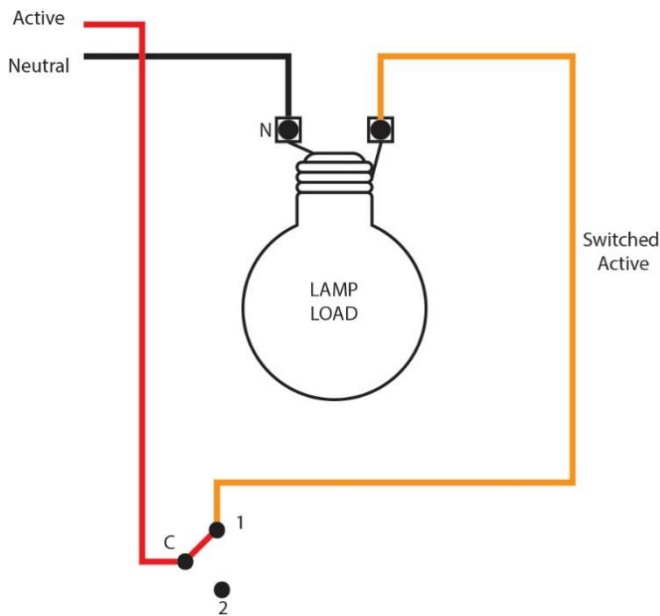 Active
Neutral
N
LAMP
LOAD
Switched
Active
1
C
2